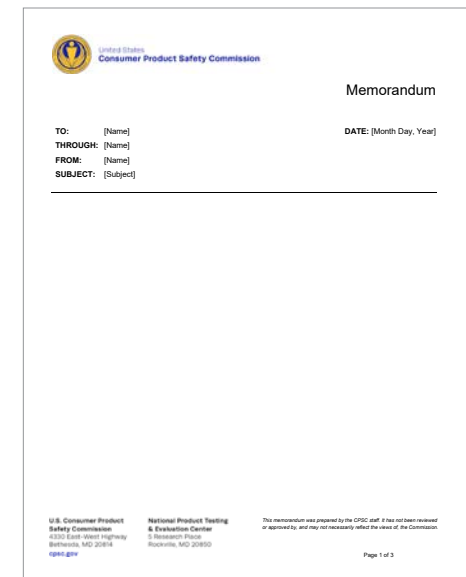 United States
Consumer Product Safety Commission
Memorandum
TO: [Name] DATE: [Month Day, Year]
THROUGH: [Name]
FROM: [Name]
SUBJECT: [Subject]
U.S. Consumer Product
Safety Commission
4330 East-West Highway
Bethesda, MD 20814
cpsc.gov
National Product Testing
& Evaluation Center
5 Research Place
Rockville, MD 20850
This memorandum was prepared by the CPSC staff. It has not been reviewed
or approved by, and may not necessarily reflect the views of, the Commission.
Page 1 of 3